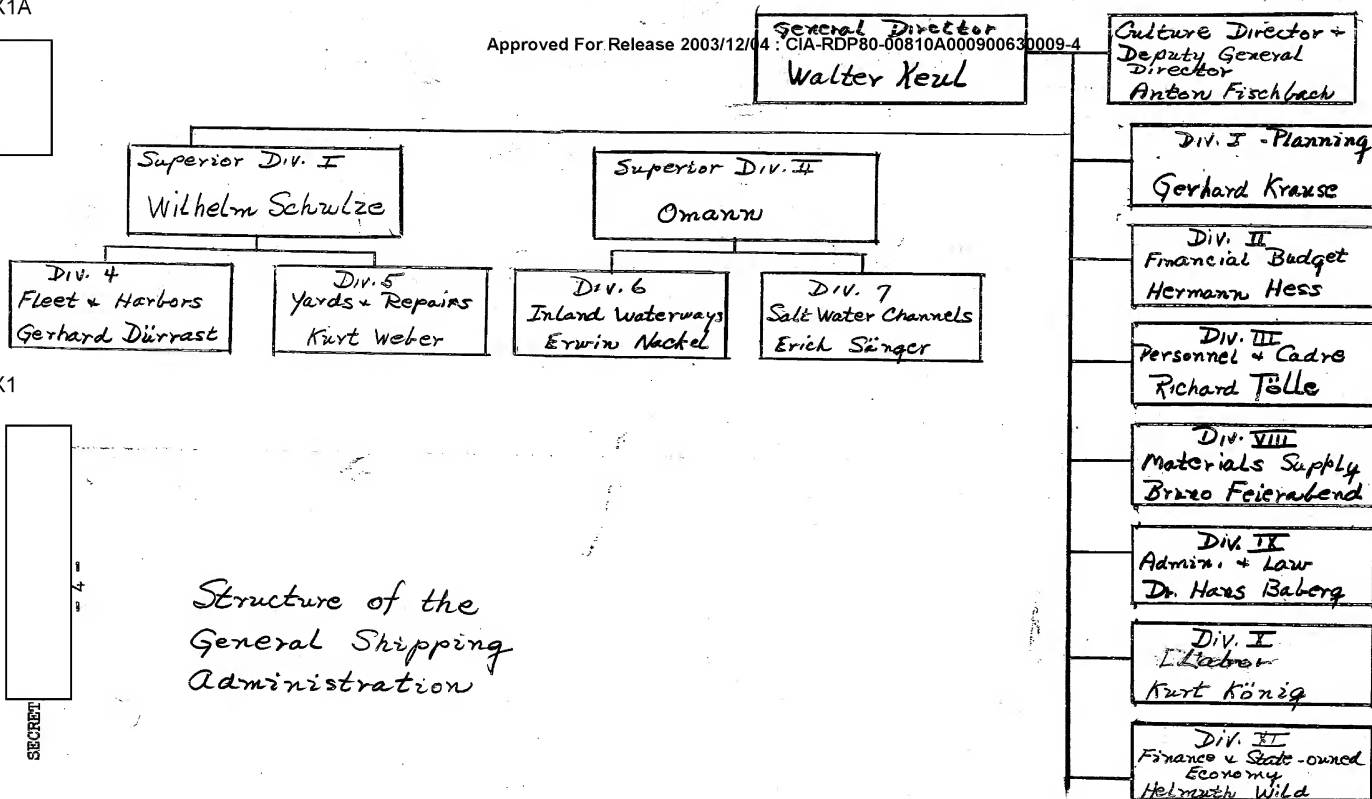 X1A
Approved For Release 2003/12/04 : CIA-RDP80-00810A000900630009-4
General Director
Walter Keul
Culture Director +
Deputy General
Director
Anton Fischbach
Superior Div. I
Wilhelm Schulze
Superior Div. II
Omann
Div. 4
Fleet + Harbors
Gerhard Dürrast
Div. 5
Yards + Repairs
Kurt Weber
Div. 6
Inland Waterways
Erwin Nackel
Div. 7
Salt Water Channels
Erich Sänger
Div. I - Planning
Gerhard Krause
Div. II
Financial Budget
Hermann Hess
Div. III
Personnel + Cadre
Richard Tölle
Div. VIII
Materials Supply
Bruno Feierabend
Div. IX
Admin. + Law
Dr. Hans Baberg
Div. X
Labor
Kurt König
Div. XI
Finance + State-owned
Economy
Helmuth Wild
X1
- 4 -
SECRET
Structure of the
General Shipping
Administration